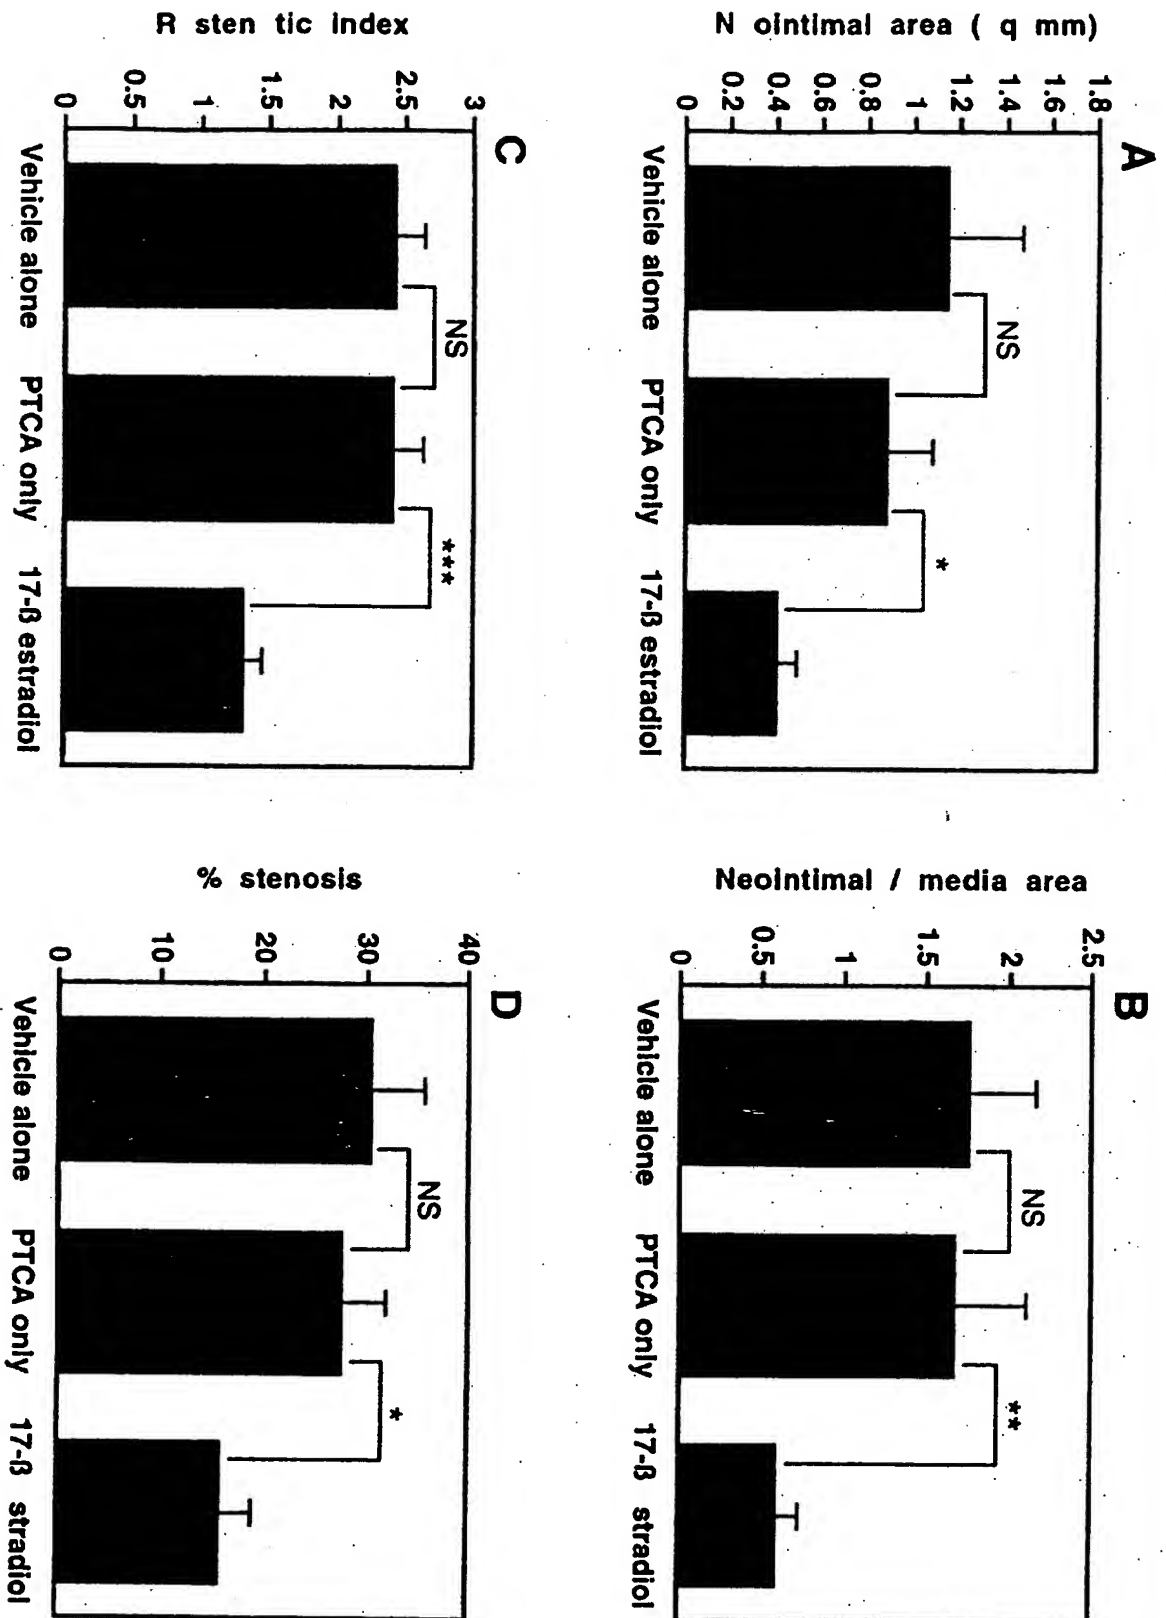 A
N ointimal area ( q mm)
1.8
1.6
1.4
1.2
1
0.8
0.6
0.4
0.2
0
NS
*
Vehicle alone PTCA only 17-ß estradiol
B
Neointimal / media area
2.5
2
1.5
1
0.5
0
NS
**
Vehicle alone PTCA only 17-ß stradiol
C
R sten tic index
3
2.5
2
1.5
1
0.5
0
NS
***
Vehicle alone PTCA only 17-ß estradiol
D
% stenosis
40
30
20
10
0
NS
*
Vehicle alone PTCA only 17-ß stradiol